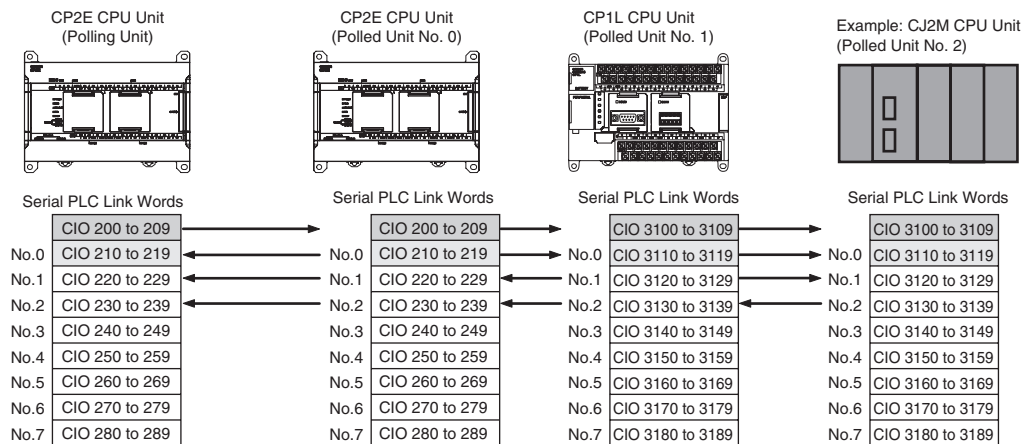 CP2E CPU Unit
(Polling Unit)
CP2E CPU Unit
(Polled Unit No. 0)
CP1L CPU Unit
(Polled Unit No. 1)
Example: CJ2M CPU Unit
(Polled Unit No. 2)
Serial PLC Link Words
CIO 200 to 209
No.0 CIO 210 to 219
No.1 CIO 220 to 229
No.2 CIO 230 to 239
No.3 CIO 240 to 249
No.4 CIO 250 to 259
No.5 CIO 260 to 269
No.6 CIO 270 to 279
No.7 CIO 280 to 289
Serial PLC Link Words
CIO 200 to 209
No.0 CIO 210 to 219
No.1 CIO 220 to 229
No.2 CIO 230 to 239
No.3 CIO 240 to 249
No.4 CIO 250 to 259
No.5 CIO 260 to 269
No.6 CIO 270 to 279
No.7 CIO 280 to 289
Serial PLC Link Words
CIO 3100 to 3109
No.0 CIO 3110 to 3119
No.1 CIO 3120 to 3129
No.2 CIO 3130 to 3139
No.3 CIO 3140 to 3149
No.4 CIO 3150 to 3159
No.5 CIO 3160 to 3169
No.6 CIO 3170 to 3179
No.7 CIO 3180 to 3189
Serial PLC Link Words
CIO 3100 to 3109
No.0 CIO 3110 to 3119
No.1 CIO 3120 to 3129
No.2 CIO 3130 to 3139
No.3 CIO 3140 to 3149
No.4 CIO 3150 to 3159
No.5 CIO 3160 to 3169
No.6 CIO 3170 to 3179
No.7 CIO 3180 to 3189